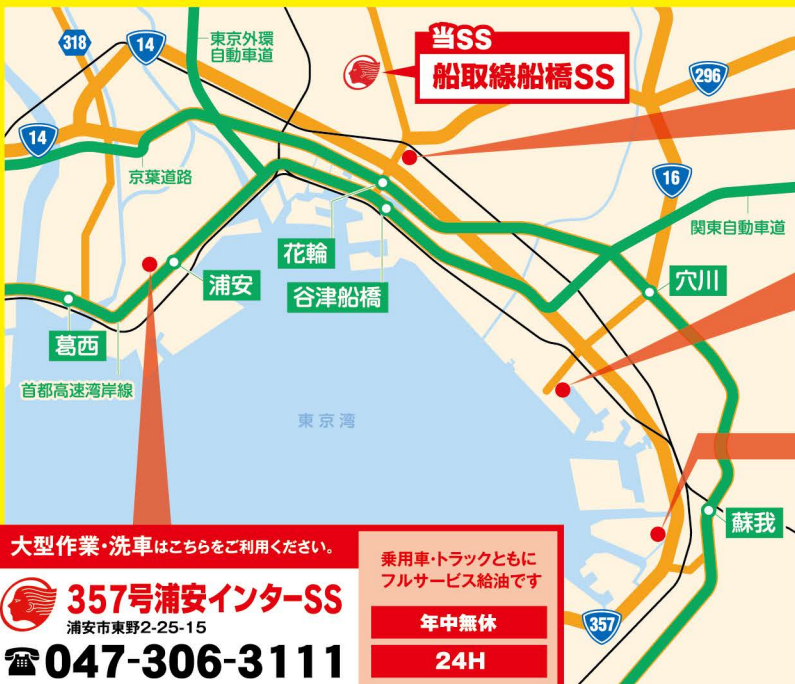 318
14
東京外環
自動車道
当SS
船取線船橋SS
296
14
京葉道路
16
関東自動車道
花輪
浦安
谷津船橋
穴川
葛西
首都高速湾岸線
東京湾
蘇我
大型作業・洗車はこちらをご利用ください。
357号浦安インターSS
浦安市東野2-25-15
☎047-306-3111
乗用車・トラックともに
フルサービス給油です
年中無休
24H
357